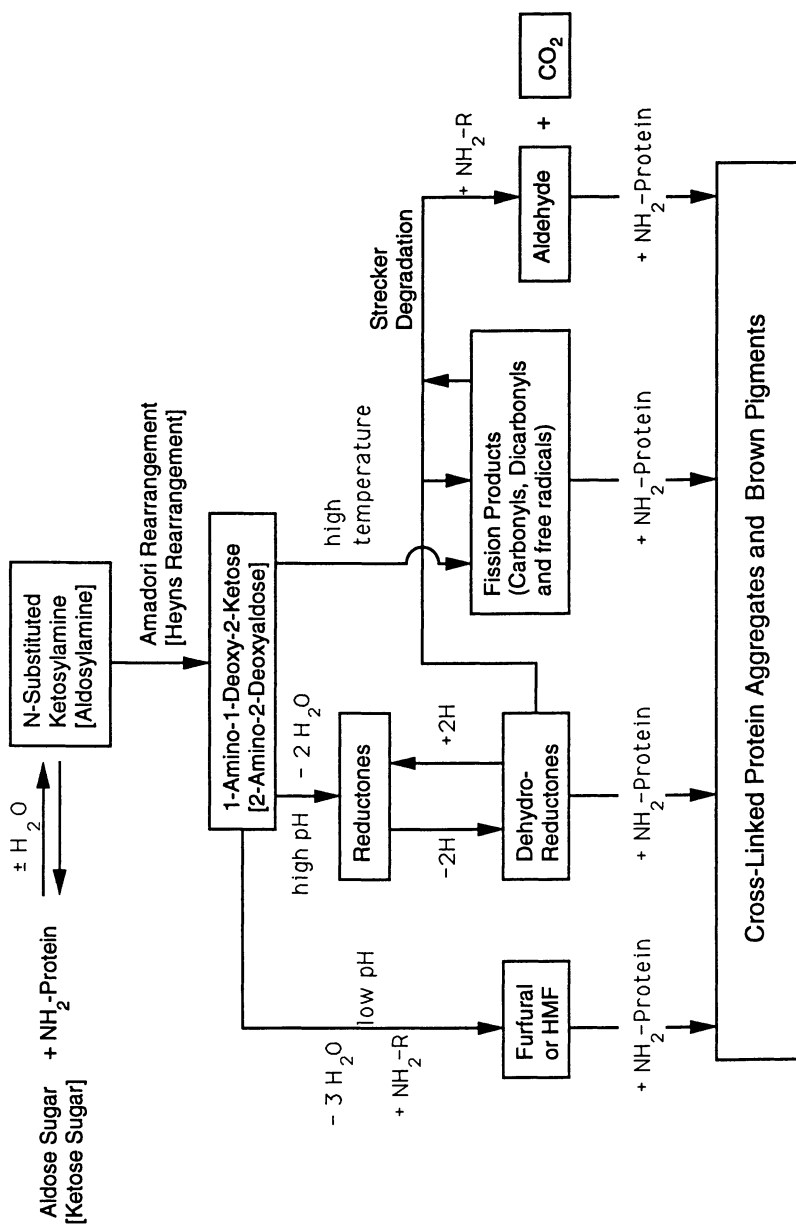 Aldose Sugar + NH2-Protein
[Ketose Sugar]
± H2O
N-Substituted
Ketosylamine
[Aldosylamine]
Amadori Rearrangement
[Heyns Rearrangement]
1-Amino-1-Deoxy-2-Ketose
[2-Amino-2-Deoxyaldose]
- 3 H2O
+ NH2-R
low pH
high pH
- 2 H2O
high
temperature
Reductones
-2H
+2H
Strecker
Degradation
+ NH2-R
Furfural
or HMF
Dehydro-
Reductones
Fission Products
(Carbonyls, Dicarbonyls
and free radicals)
Aldehyde
+
CO2
+ NH2-Protein
+ NH2-Protein
+ NH2-Protein
+ NH2-Protein
Cross-Linked Protein Aggregates and Brown Pigments